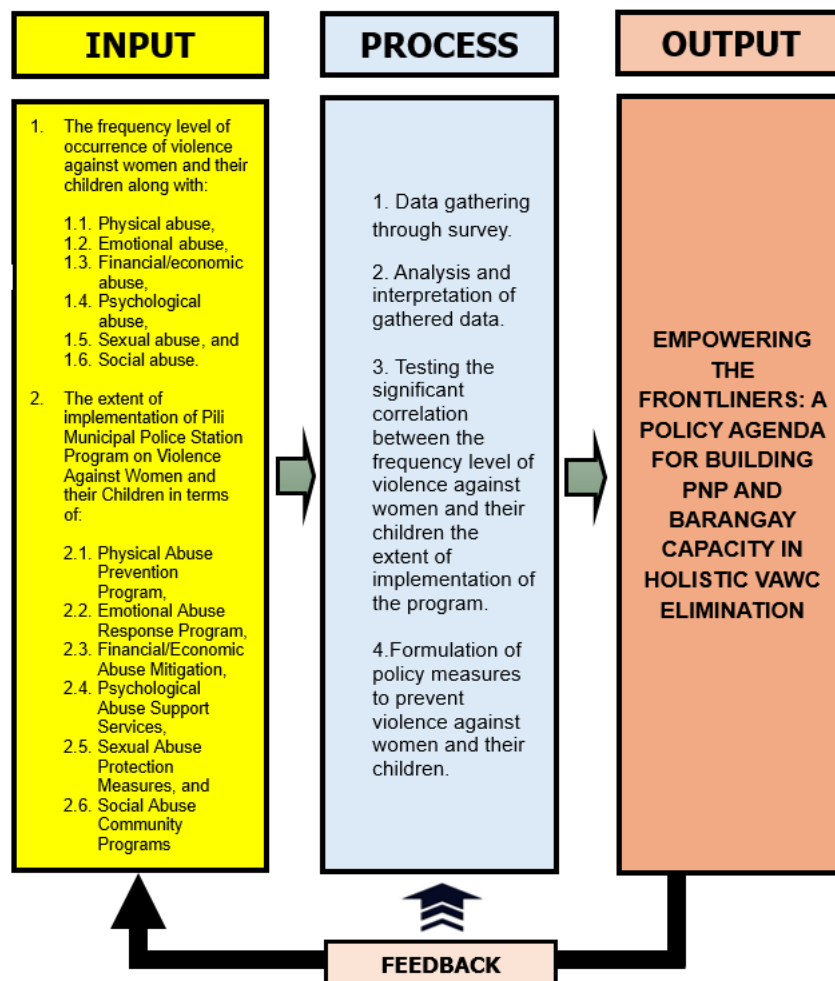 INPUT
1. The frequency level of
occurrence of violence
against women and their
children along with:
1.1. Physical abuse,
1.2. Emotional abuse,
1.3. Financial/economic
abuse,
1.4. Psychological
abuse,
1.5. Sexual abuse, and
1.6. Social abuse.
2. The extent of
implementation of Pili
Municipal Police Station
Program on Violence
Against Women and
their Children in terms
of:
2.1. Physical Abuse
Prevention
Program,
2.2. Emotional Abuse
Response Program,
2.3. Financial/Economic
Abuse Mitigation,
2.4. Psychological
Abuse Support
Services,
2.5. Sexual Abuse
Protection
Measures, and
2.6. Social Abuse
Community
Programs
PROCESS
1. Data gathering
through survey.
2. Analysis and
interpretation of
gathered data.
3. Testing the
significant
correlation
between the
frequency level of
violence against
women and their
children the
extent of
implementation of
the program.
4.Formulation of
policy measures
to prevent
violence against
women and their
children.
OUTPUT
EMPOWERING
THE
FRONTLINERS: A
POLICY AGENDA
FOR BUILDING
PNP AND
BARANGAY
CAPACITY IN
HOLISTIC VAWC
ELIMINATION
FEEDBACK